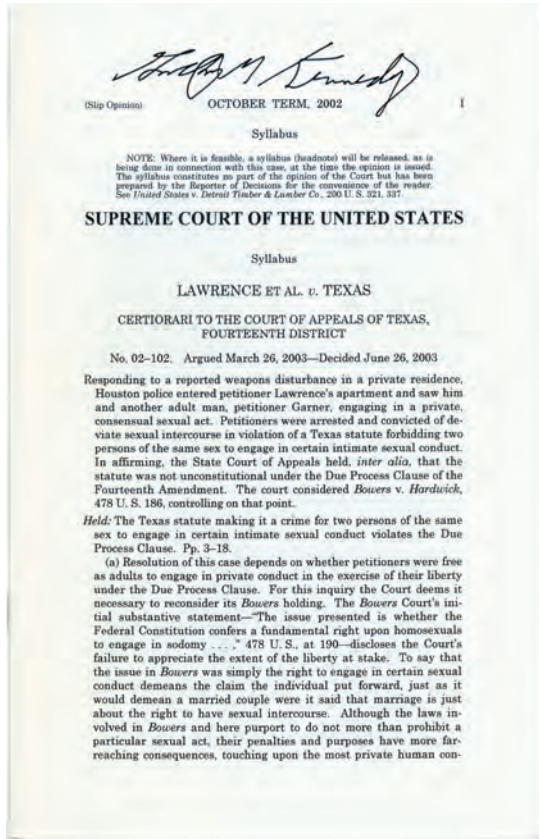 Anthony M Kennedy
(Slip Opinion) OCTOBER TERM, 2002 1
Syllabus
NOTE: Where it is feasible, a syllabus (headnote) will be released, as is
being done in connection with this case, at the time the opinion is issued.
The syllabus constitutes no part of the opinion of the Court but has been
prepared by the Reporter of Decisions for the convenience of the reader.
See United States v. Detroit Timber & Lumber Co., 200 U. S. 321, 337.
SUPREME COURT OF THE UNITED STATES
Syllabus
LAWRENCE ET AL. v. TEXAS
CERTIORARI TO THE COURT OF APPEALS OF TEXAS,
FOURTEENTH DISTRICT
No. 02–102. Argued March 26, 2003—Decided June 26, 2003
Responding to a reported weapons disturbance in a private residence,
Houston police entered petitioner Lawrence's apartment and saw him
and another adult man, petitioner Garner, engaging in a private,
consensual sexual act. Petitioners were arrested and convicted of de-
viate sexual intercourse in violation of a Texas statute forbidding two
persons of the same sex to engage in certain intimate sexual conduct.
In affirming, the State Court of Appeals held, inter alia, that the
statute was not unconstitutional under the Due Process Clause of the
Fourteenth Amendment. The court considered Bowers v. Hardwick,
478 U. S. 186, controlling on that point.
Held: The Texas statute making it a crime for two persons of the same
sex to engage in certain intimate sexual conduct violates the Due
Process Clause. Pp. 3–18.
(a) Resolution of this case depends on whether petitioners were free
as adults to engage in private conduct in the exercise of their liberty
under the Due Process Clause. For this inquiry the Court deems it
necessary to reconsider its Bowers holding. The Bowers Court's ini-
tial substantive statement—"The issue presented is whether the
Federal Constitution confers a fundamental right upon homosexuals
to engage in sodomy . . . ," 478 U. S., at 190—discloses the Court's
failure to appreciate the extent of the liberty at stake. To say that
the issue in Bowers was simply the right to engage in certain sexual
conduct demeans the claim the individual put forward, just as it
would demean a married couple were it said that marriage is just
about the right to have sexual intercourse. Although the laws in-
volved in Bowers and here purport to do not more than prohibit a
particular sexual act, their penalties and purposes have more far-
reaching consequences, touching upon the most private human con-